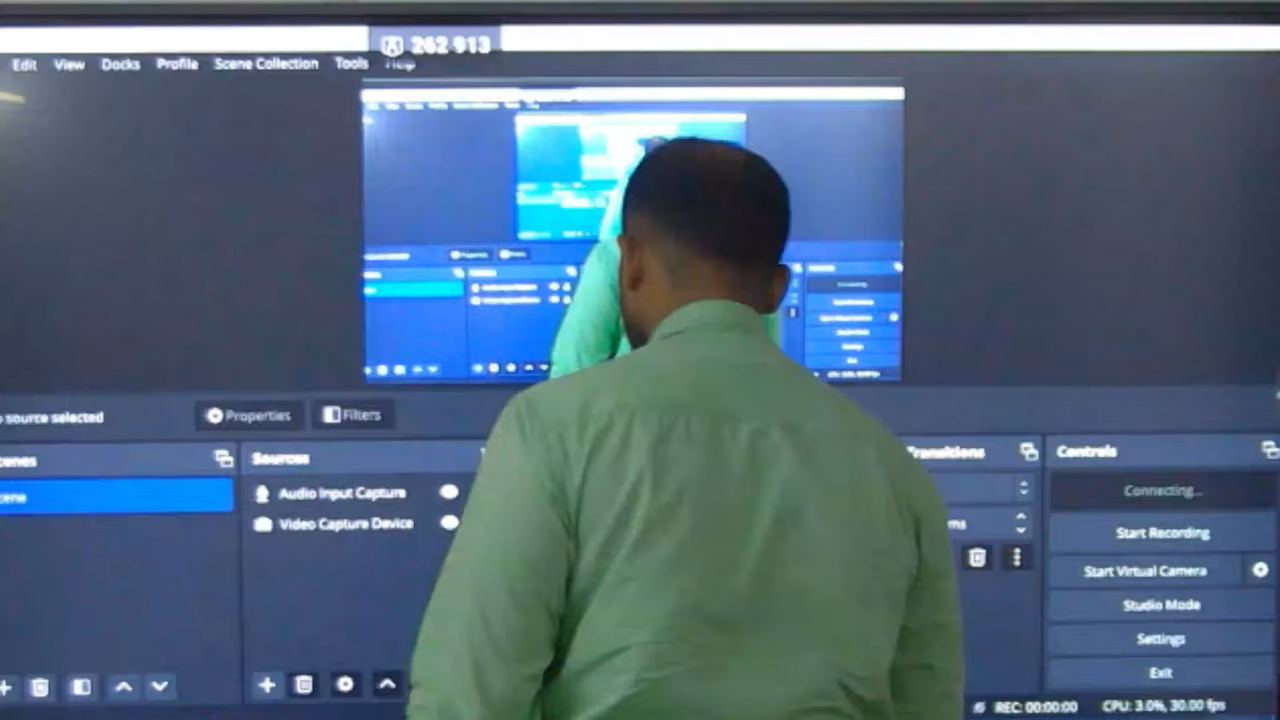 262 913
Edit View Docks Profile Scene Collection Tools Help
source selected Properties Filters
Sources Transitions Controls
Audio Input Capture Connecting...
Video Capture Device ms Start Recording
Start Virtual Camera
Studio Mode
Settings
Exit
REC: 00:00:00 CPU: 3.0%, 30.00 fps